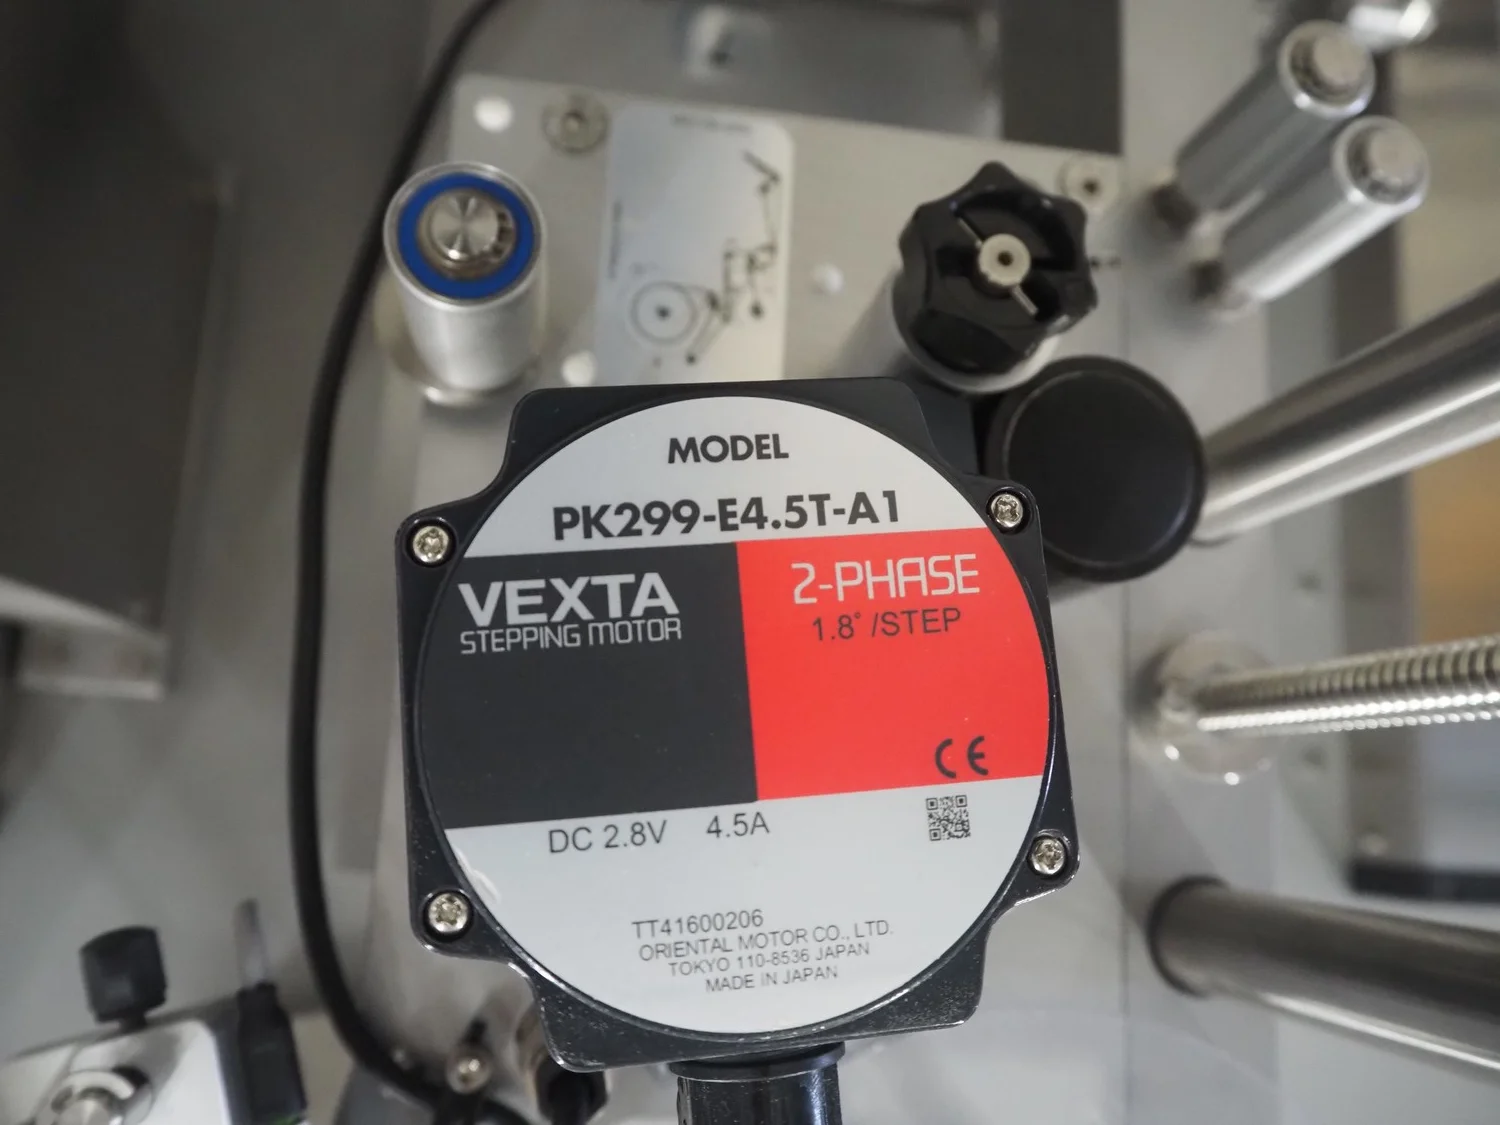 MODEL
PK299-E4.5T-A1
VEXTA
STEPPING MOTOR
2-PHASE
1.8°/STEP
CE
DC 2.8V 4.5A
TT41600206
ORIENTAL MOTOR CO., LTD.
TOKYO 110-8536 JAPAN
MADE IN JAPAN